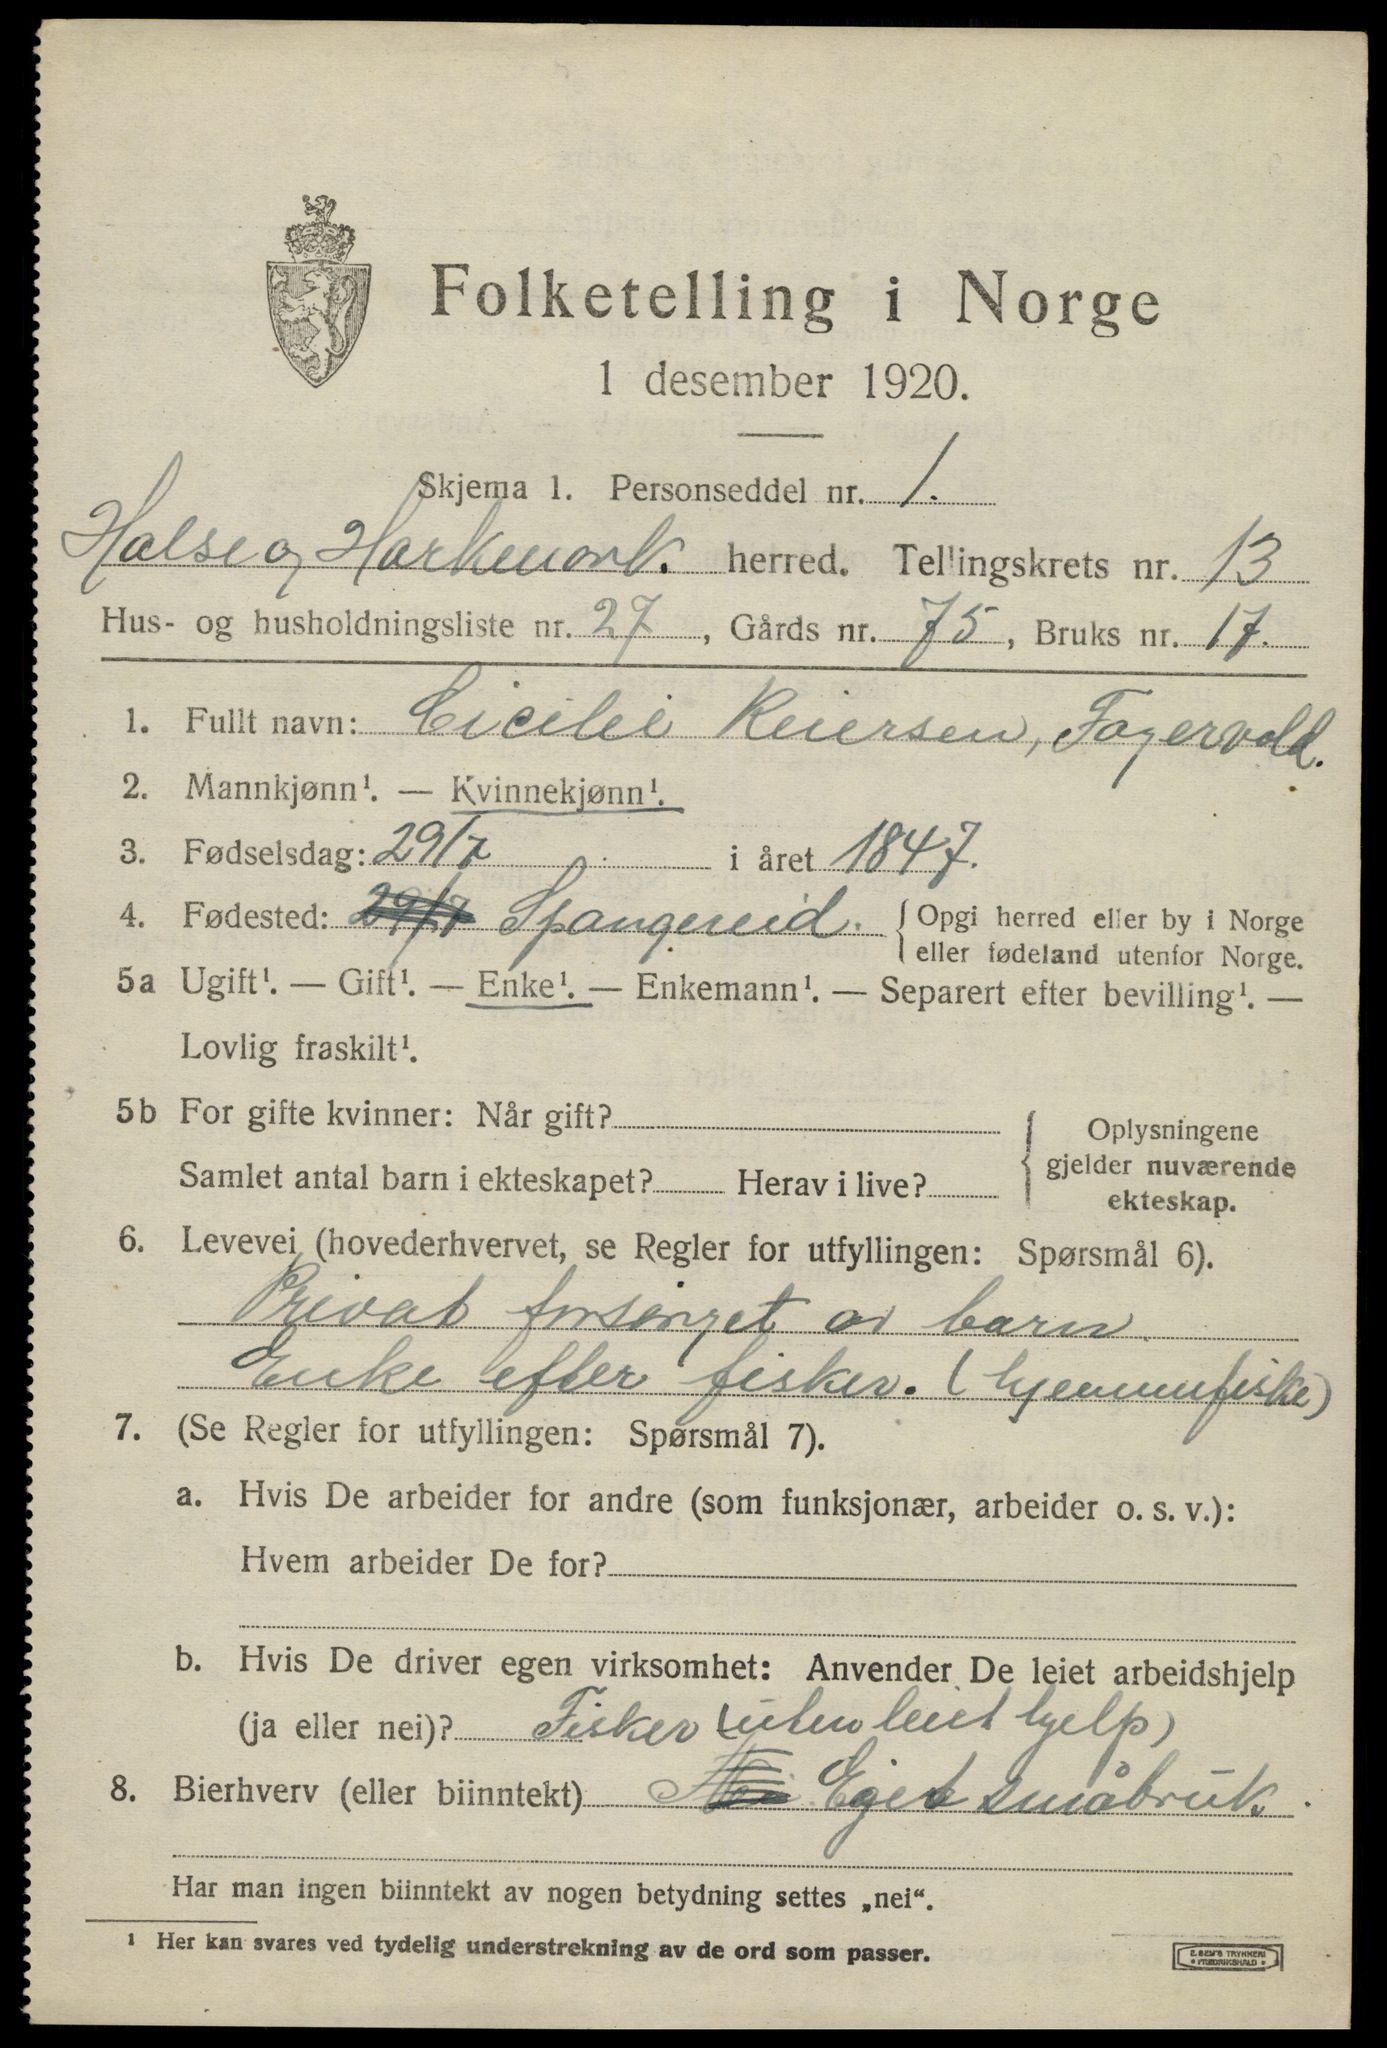 Folketelling i Norge
1 desember 1920.
Skjema 1. Personseddel nr. 1.
Halse og Harkmark. herred. Tellingskrets nr. 13
Hus- og husholdningsliste nr. 27, Gårds nr. 75, Bruks nr. 17.
1. Fullt navn: Cicilie Reiersen, Fagervold.
2. Mannkjønn¹. — Kvinnekjønn¹.
3. Fødselsdag: 29/7 i året 1847.
4. Fødested: 29/7 Spangereid. Opgi herred eller by i Norge
eller fødeland utenfor Norge.
5a Ugift¹. — Gift¹. — Enke¹. — Enkemann¹. — Separert efter bevilling¹. —
Lovlig fraskilt¹.
5b For gifte kvinner: Når gift?
Samlet antal barn i ekteskapet? Herav i live?
Oplysningene
gjelder nuværende
ekteskap.
6. Levevei (hovederhvervet, se Regler for utfyllingen: Spørsmål 6).
Privat forsørget av barn.
Enke efter fisker. (hjemmefiske)
7. (Se Regler for utfyllingen: Spørsmål 7).
a. Hvis De arbeider for andre (som funksjonær, arbeider o. s. v.):
Hvem arbeider De for?
b. Hvis De driver egen virksomhet: Anvender De leiet arbeidshjelp
(ja eller nei)? Fisker (uten leiet hjelp)
8. Bierhverv (eller biinntekt) Nei Eget småbruk.
Har man ingen biinntekt av nogen betydning settes „nei“.
¹ Her kan svares ved tydelig understrekning av de ord som passer.
E. SEM'S TRYKKERI
• FREDRIKSHALD •